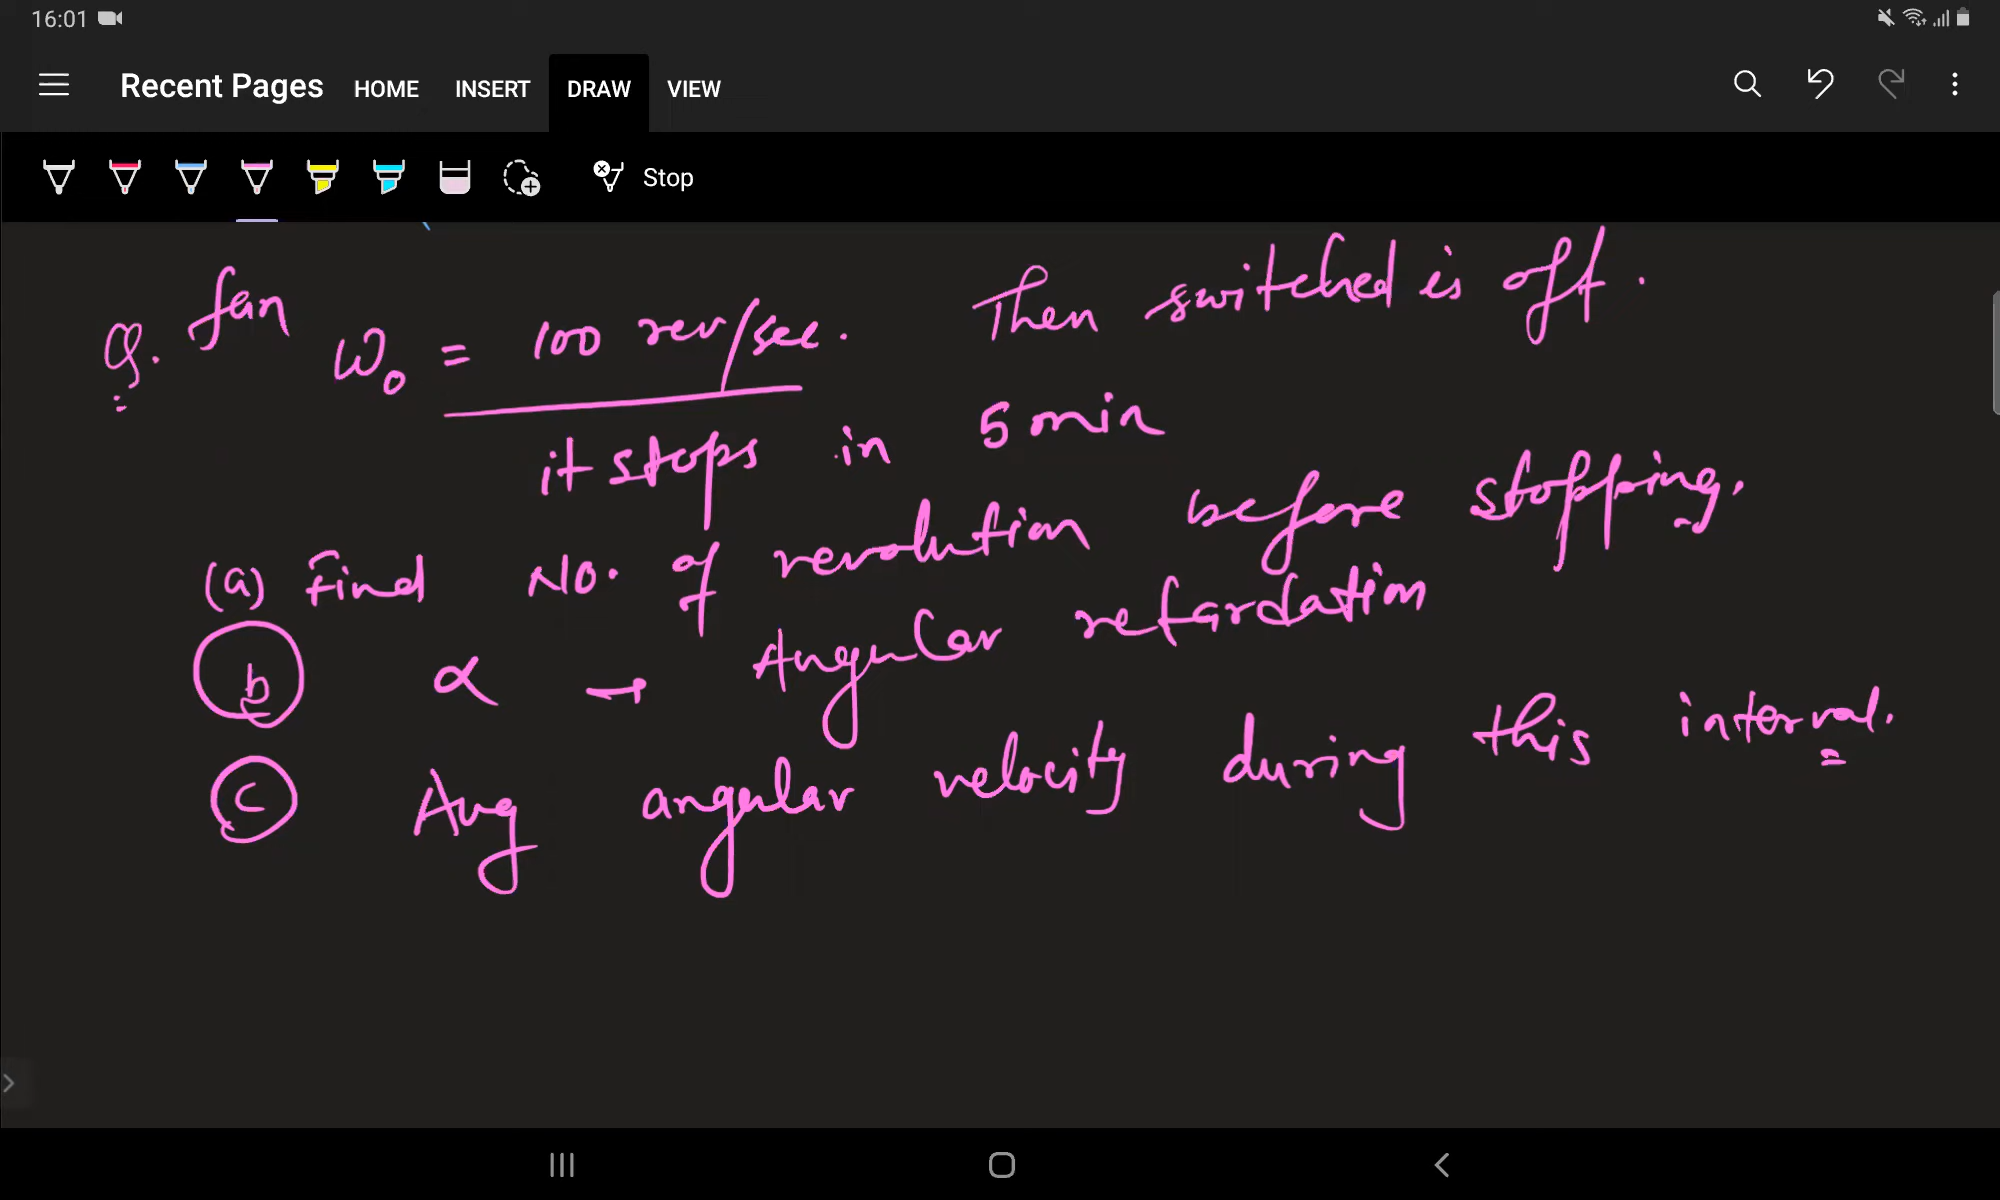 16:01
Recent Pages HOME INSERT DRAW VIEW
Stop
Q. fan ω₀ = 100 rev/sec. Then switched is off.
it stops in 5 min
(a) Find No. of revolution before stopping.
(b) α → Angular retardation
(c) Avg angular velocity during this interval.